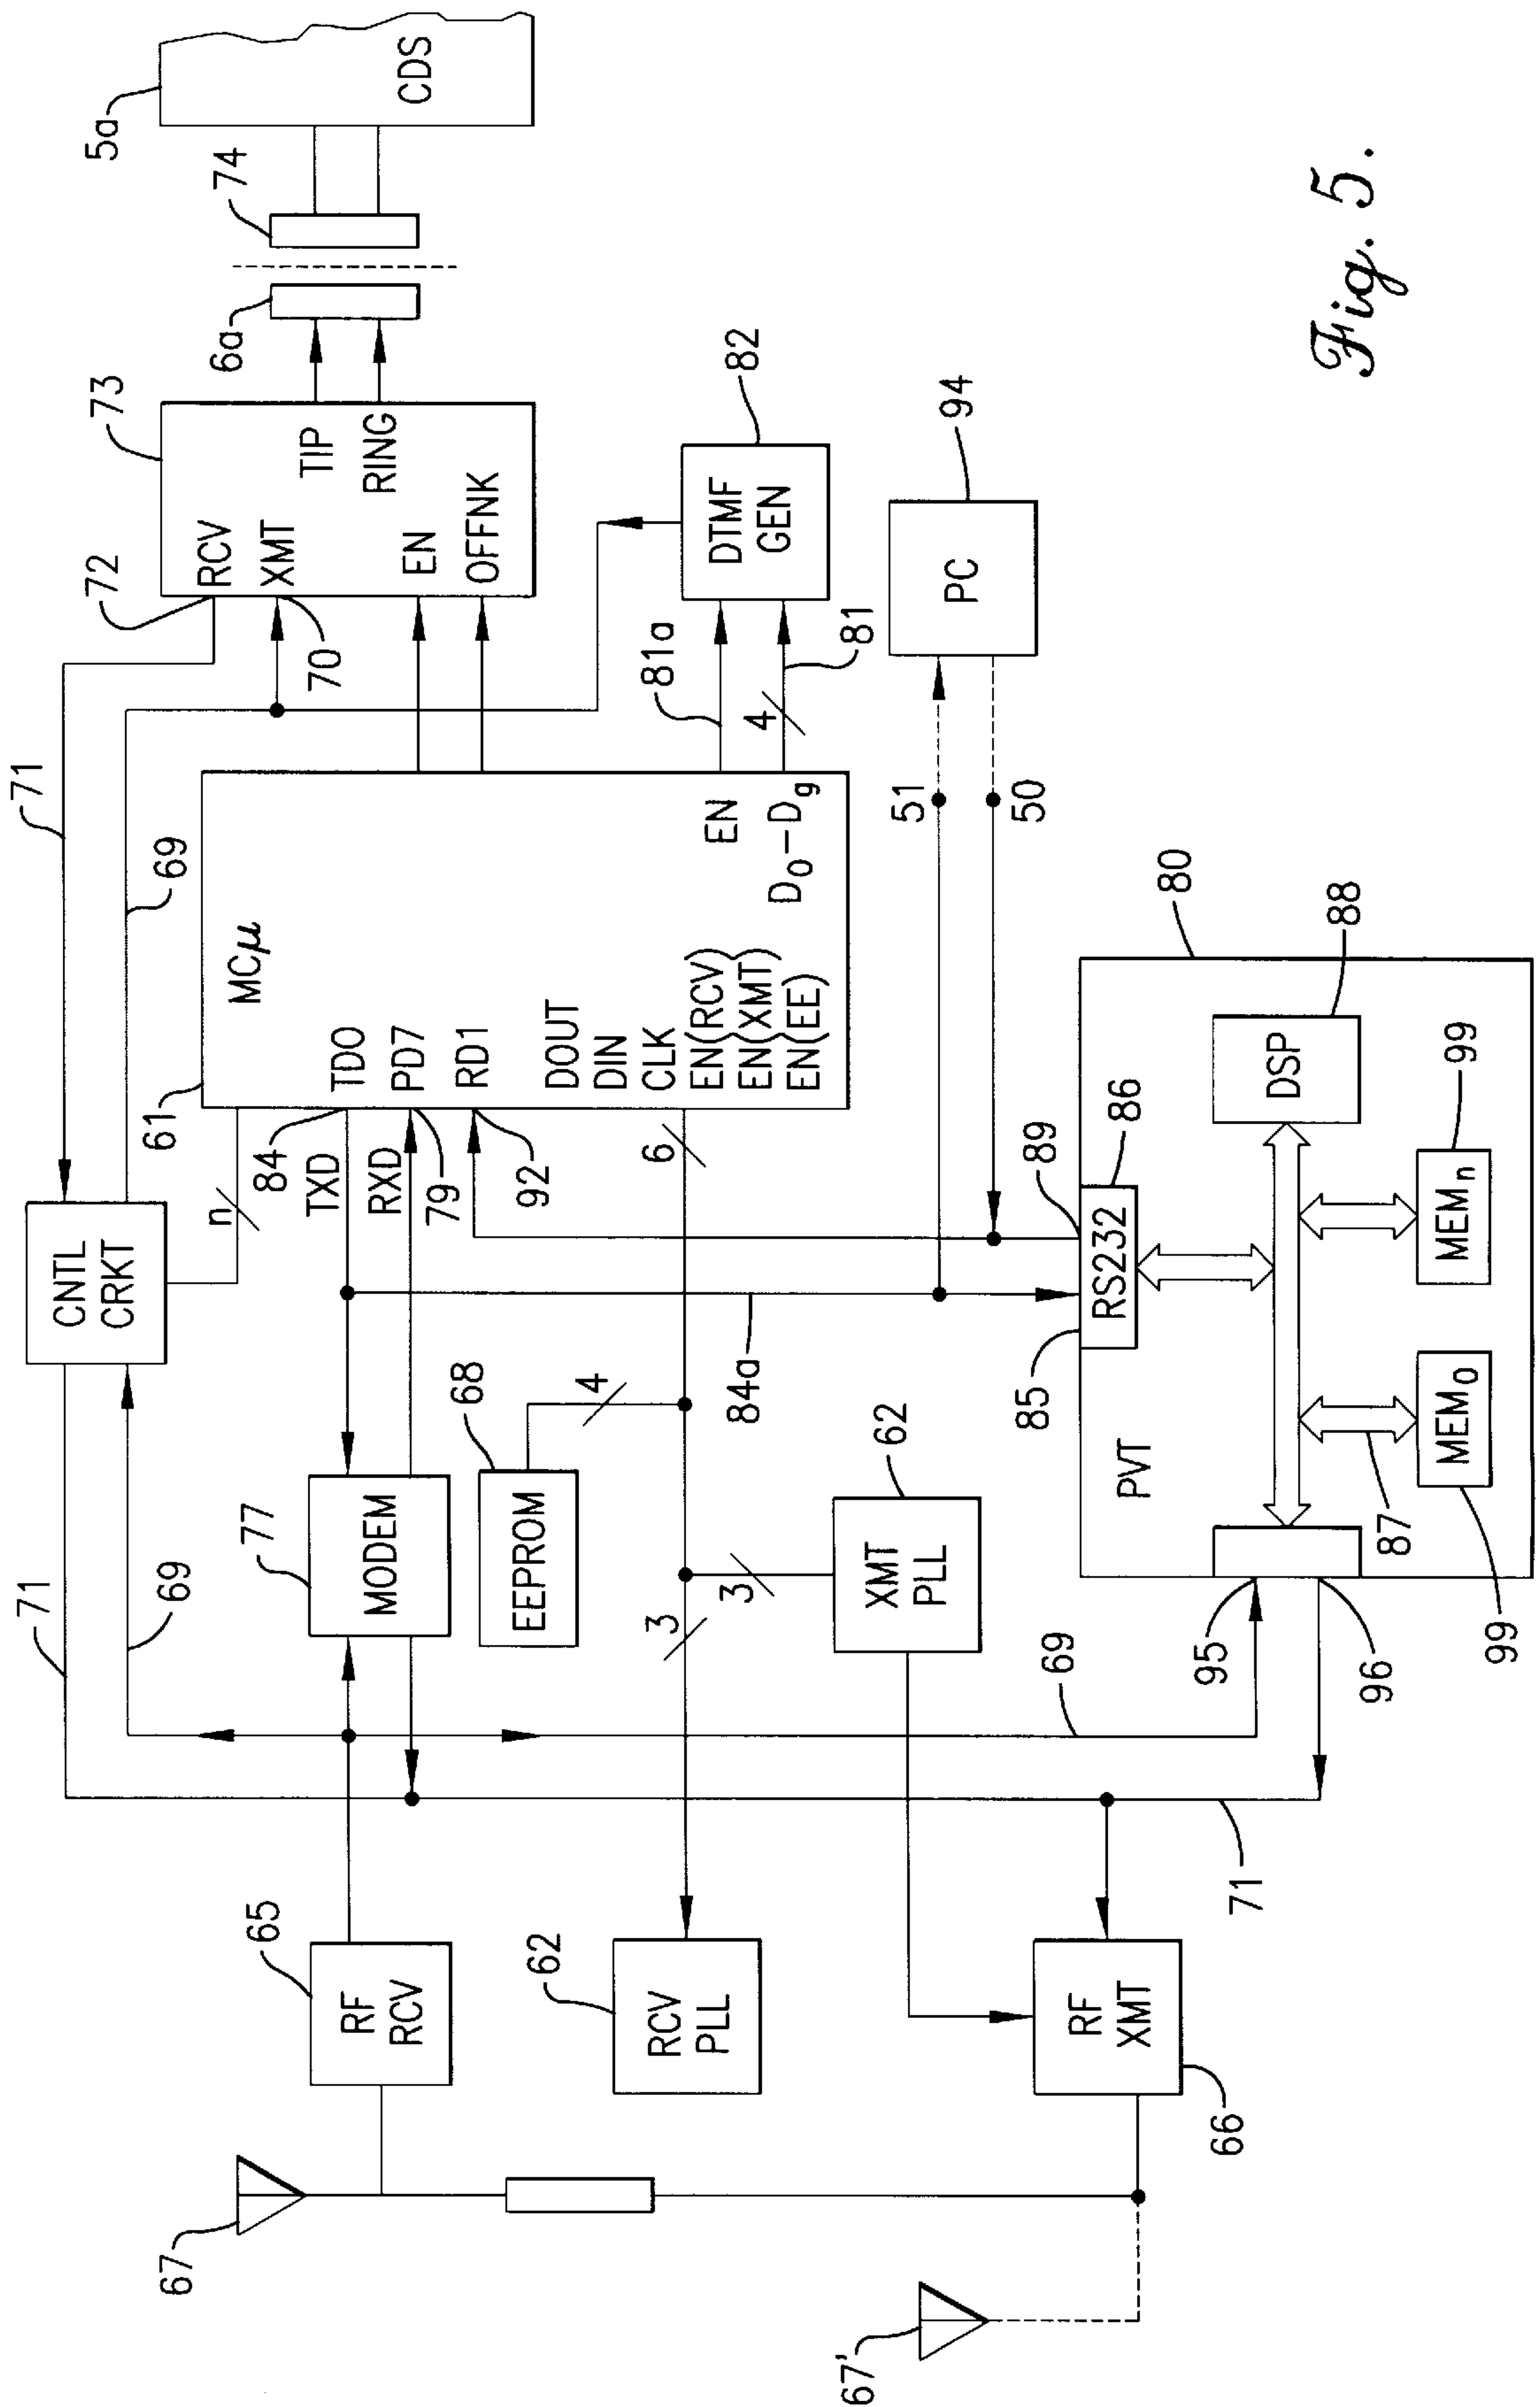 67
67'
65
RF
RCV
62
RCV
PLL
RF
XMT
66
71
71
69
69
77
MODEM
68
EEPROM
4
3
3
62
XMT
PLL
95
96
CNTL
CRKT
n
71
69
61
MCμ
84
TXD
TDO
RXD
PD7
79
RD1
92
DOUT
DIN
CLK
EN(RCV)
EN(XMT)
EN(EE)
6
EN
D0–Dg
84a
85
89
86
RS232
80
PVT
88
DSP
87
MEM0
99
MEMn
99
51
50
94
PC
81a
4
81
82
DTMF
GEN
72
73
RCV
XMT
70
TIP
RING
EN
OFFNK
6a
74
5a
CDS
Fig. 5.